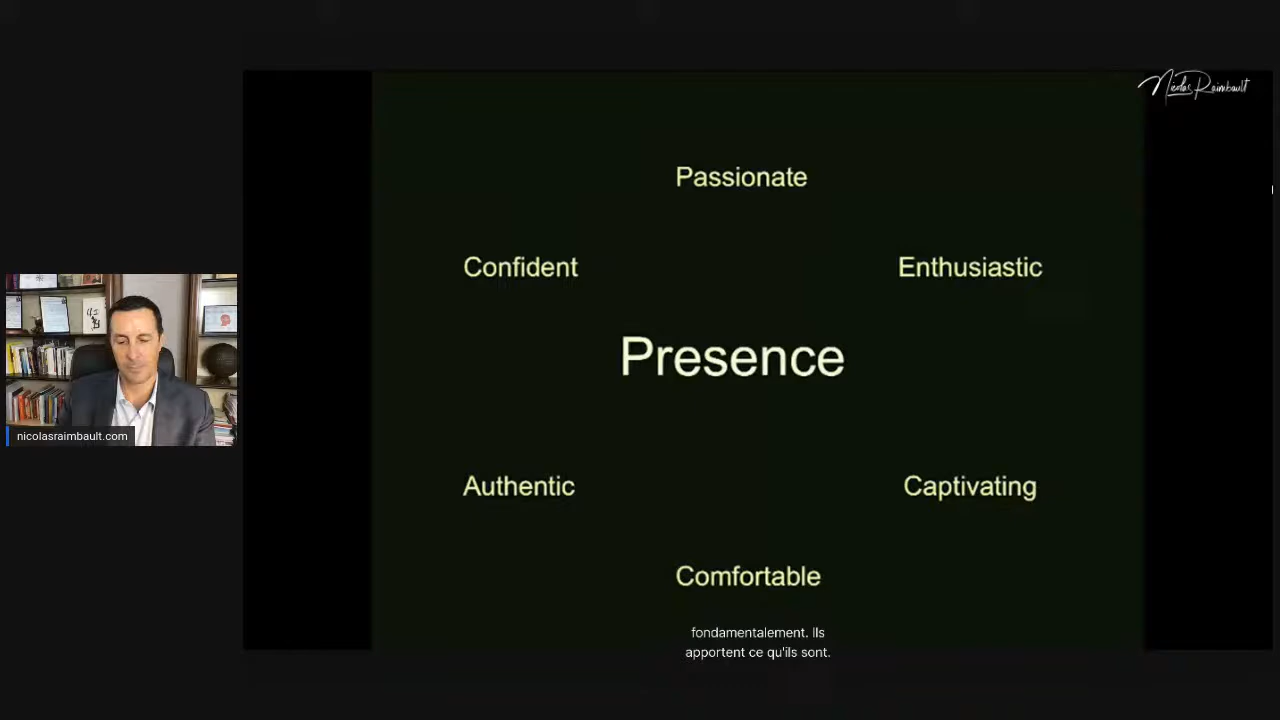 Nicolas Raimbault
Passionate
Confident
Enthusiastic
Presence
Authentic
Captivating
Comfortable
nicolasraimbault.com
fondamentalement. Ils
apportent ce qu'ils sont.